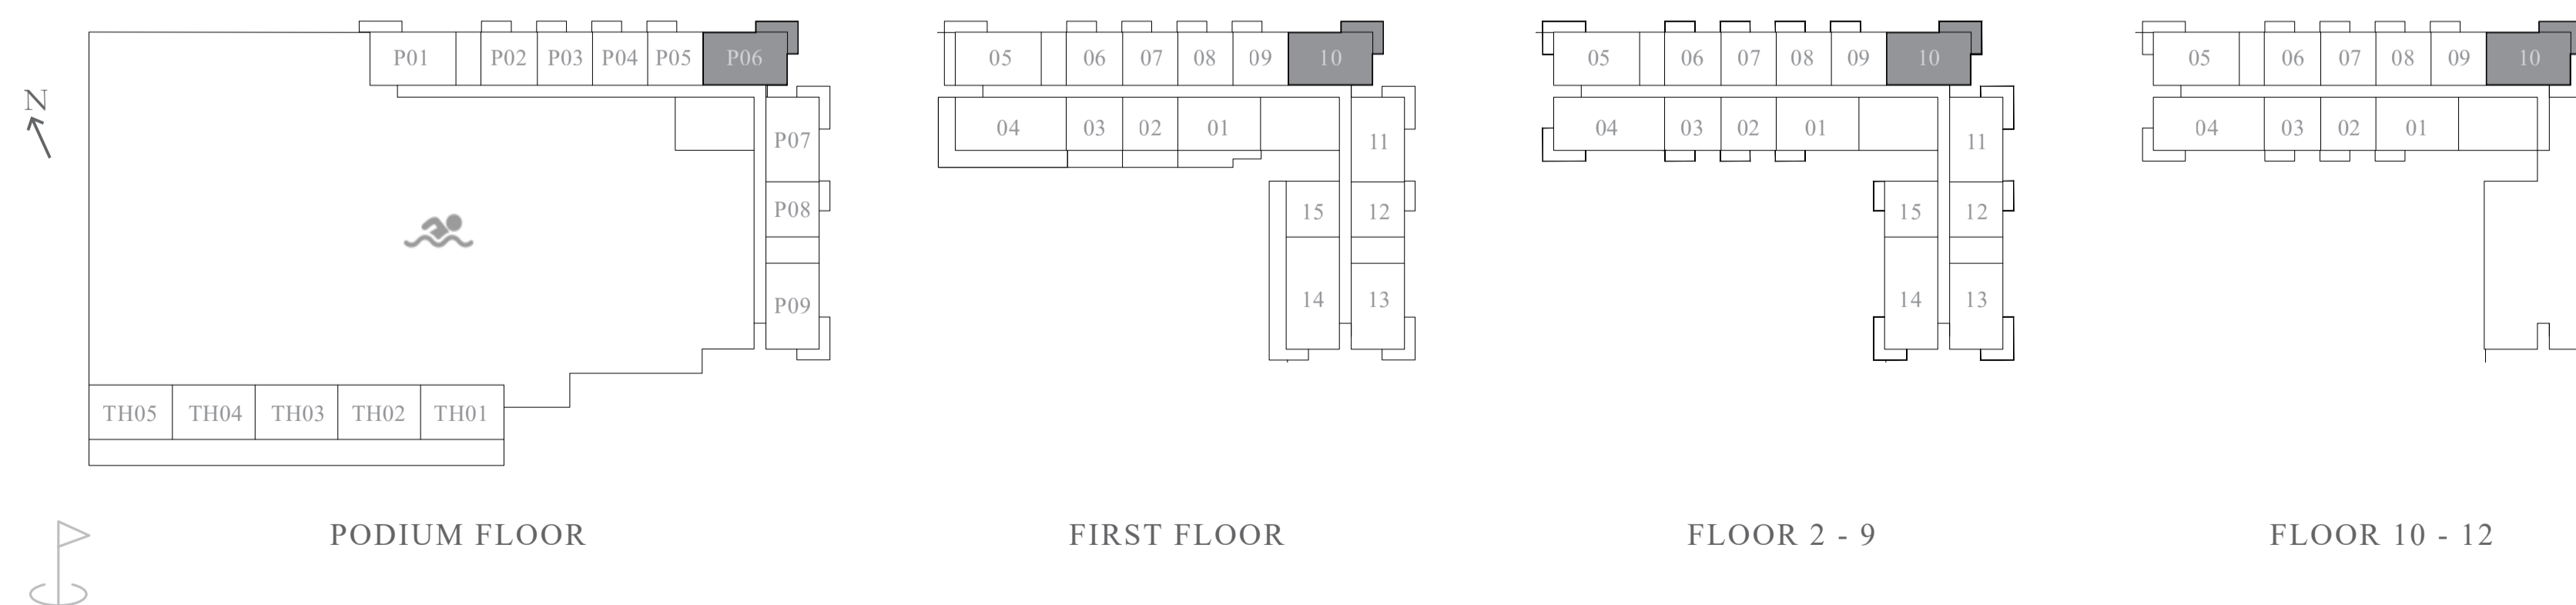 P01 P02 P03 P04 P05 P06
P07
P08
P09
TH05 TH04 TH03 TH02 TH01
N
PODIUM FLOOR
05 06 07 08 09 10
04 03 02 01
11
15 12
14 13
FIRST FLOOR
05 06 07 08 09 10
04 03 02 01
11
15 12
14 13
FLOOR 2 - 9
05 06 07 08 09 10
04 03 02 01
FLOOR 10 - 12